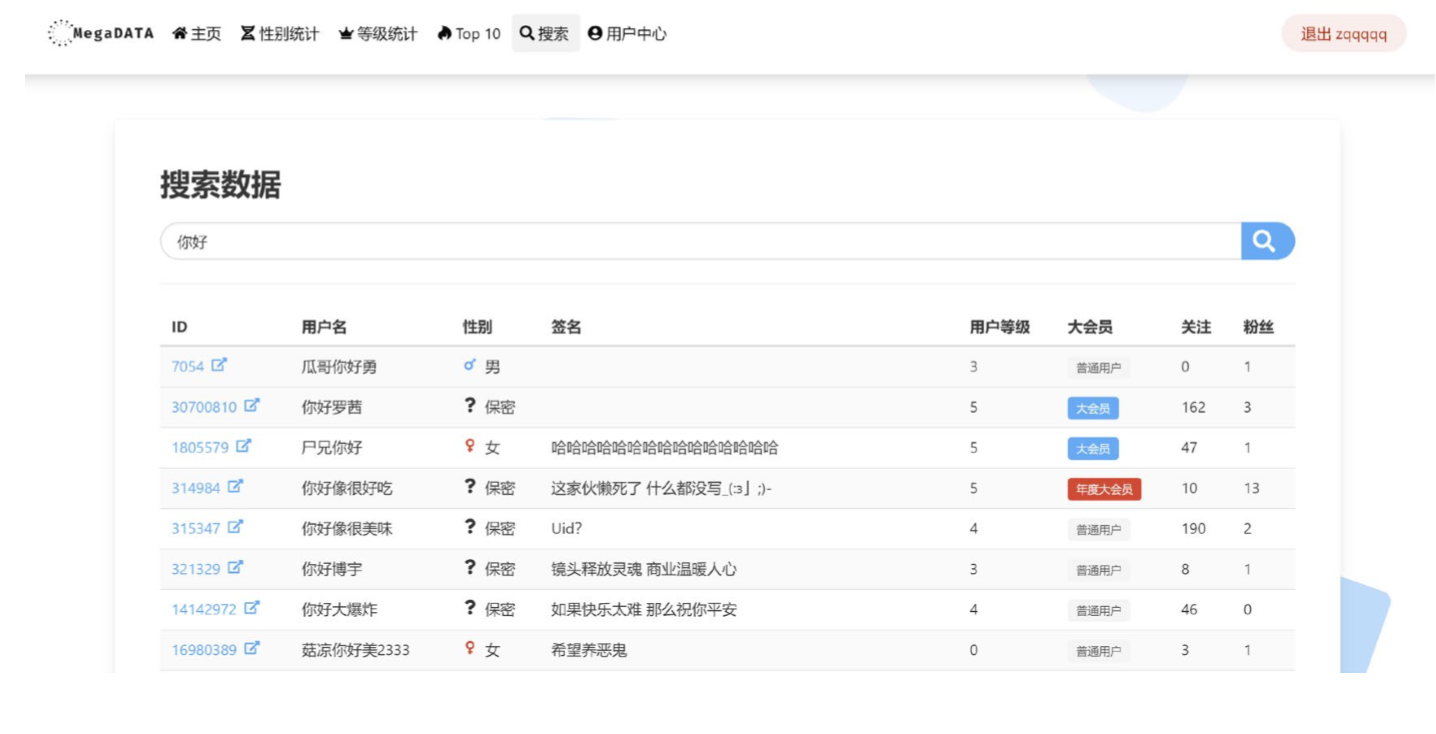 MegaDATA 主页 性别统计 等级统计 Top 10 搜索 用户中心 退出 zqqqqq
搜索数据
你好
ID 用户名 性别 签名 用户等级 大会员 关注 粉丝
7054 瓜哥你好勇 男 3 普通用户 0 1
30700810 你好罗茜 ? 保密 5 大会员 162 3
1805579 尸兄你好 女 哈哈哈哈哈哈哈哈哈哈哈哈哈哈哈 5 大会员 47 1
314984 你好像很好吃 ? 保密 这家伙懒死了 什么都没写_(:з」;)- 5 年度大会员 10 13
315347 你好像很美味 ? 保密 Uid? 4 普通用户 190 2
321329 你好博宇 ? 保密 镜头释放灵魂 商业温暖人心 3 普通用户 8 1
14142972 你好大爆炸 ? 保密 如果快乐太难 那么祝你平安 4 普通用户 46 0
16980389 菇凉你好美2333 女 希望养恶鬼 0 普通用户 3 1